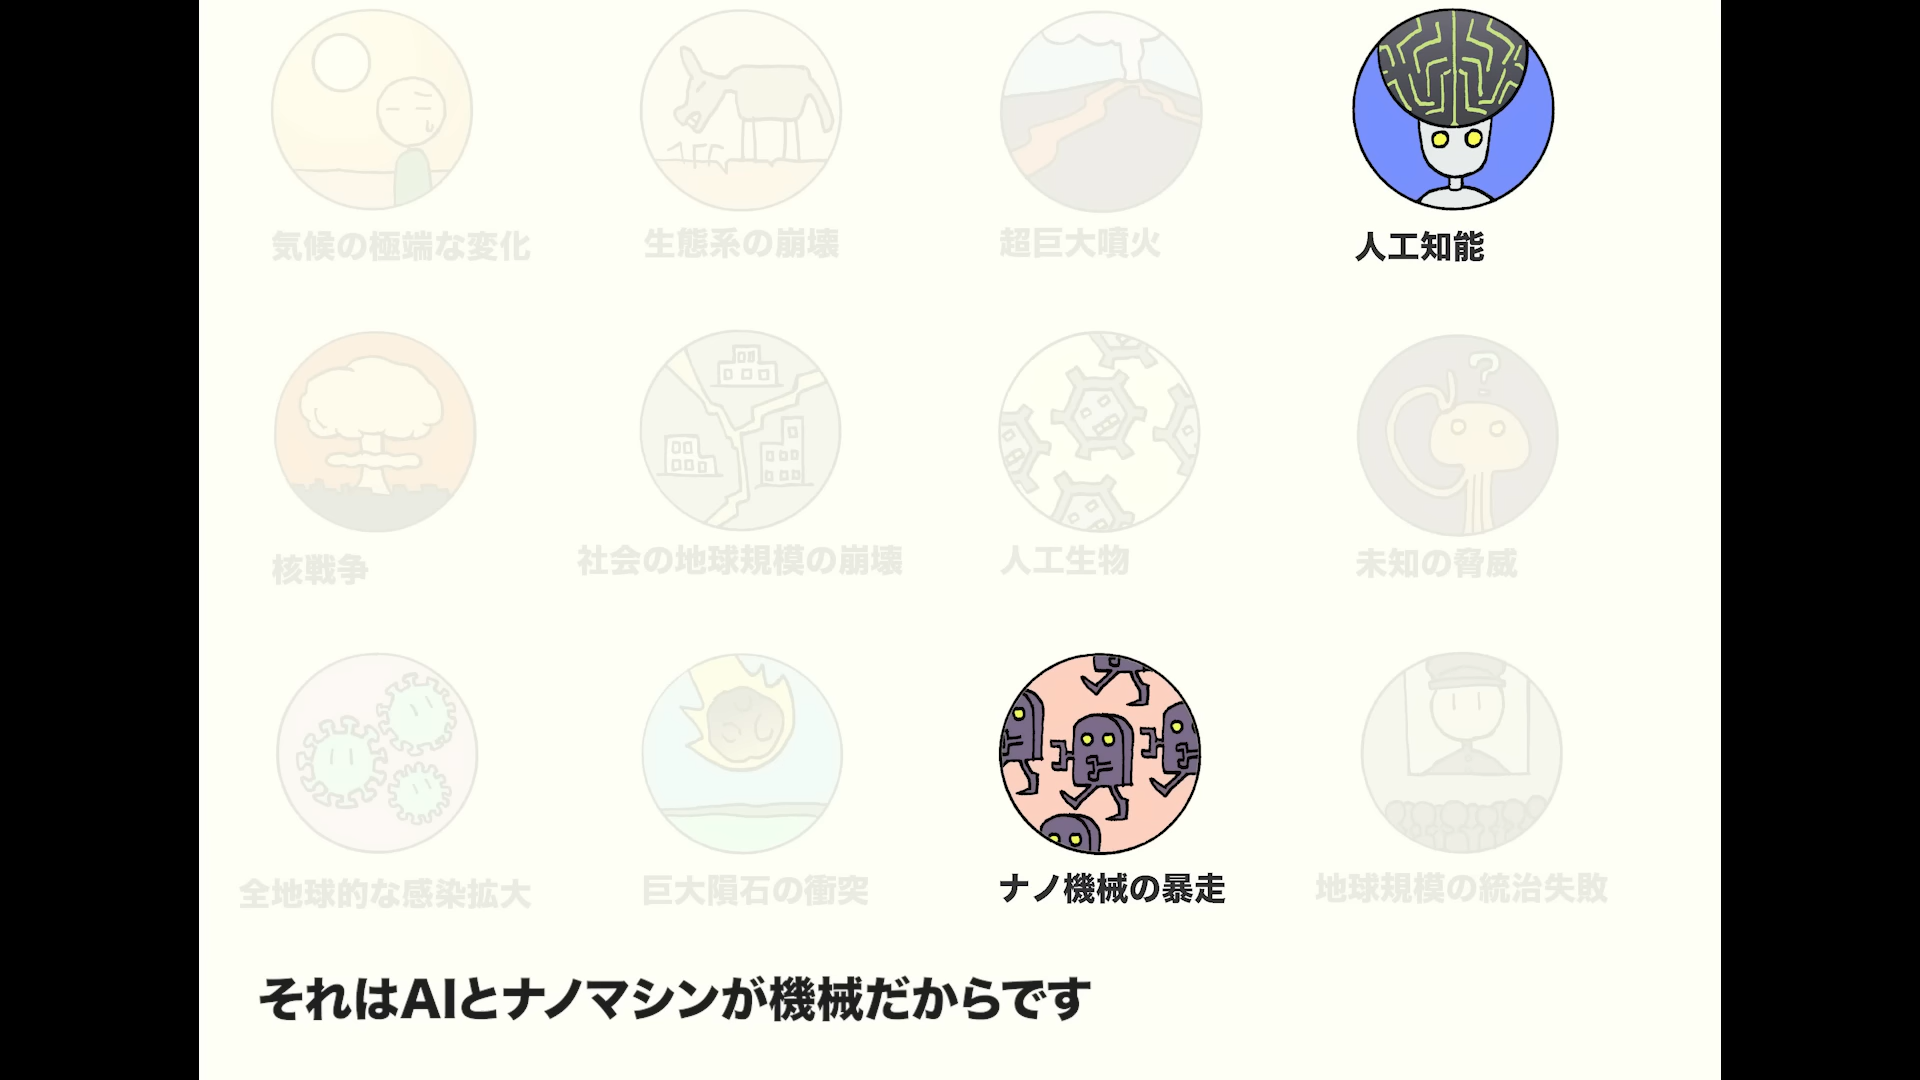 気候の極端な変化
生態系の崩壊
超巨大噴火
人工知能
核戦争
社会の地球規模の崩壊
人工生物
未知の脅威
全地球的な感染拡大
巨大隕石の衝突
ナノ機械の暴走
地球規模の統治失敗
それはAIとナノマシンが機械だからです